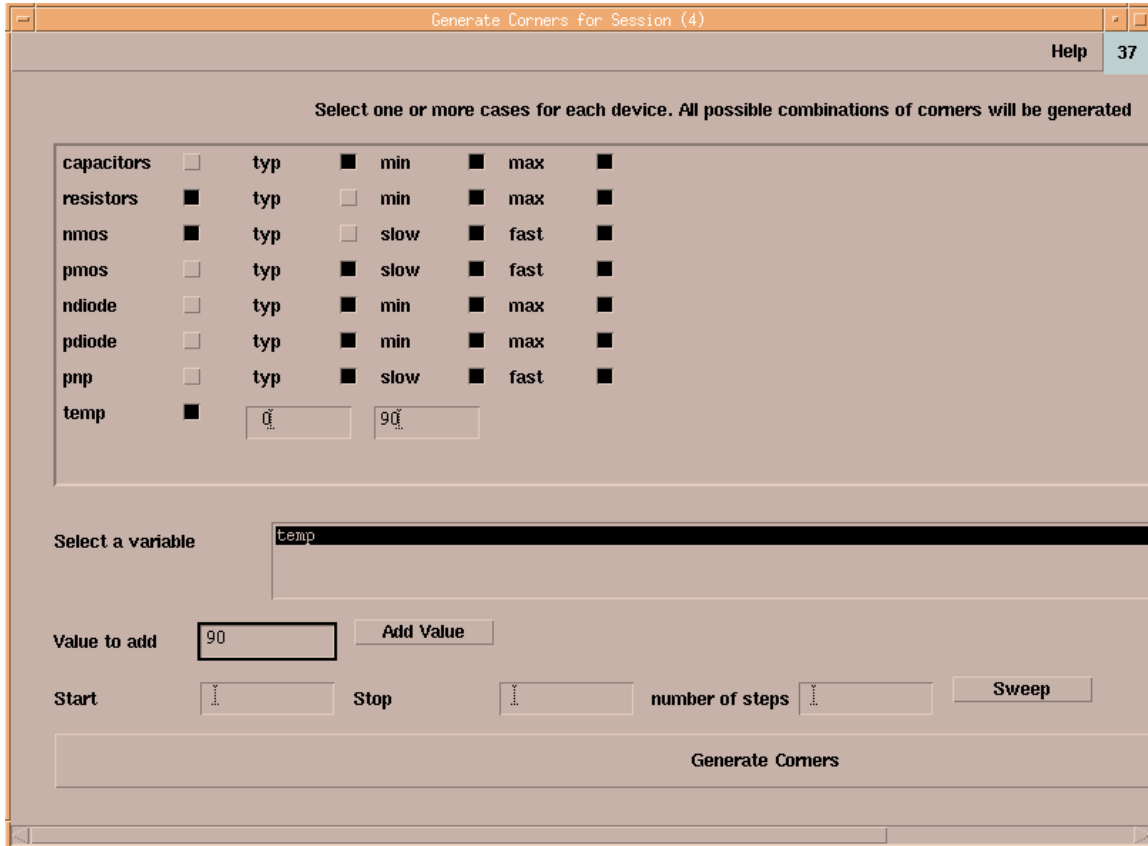 Generate Corners for Session (4)
Help 37
Select one or more cases for each device. All possible combinations of corners will be generated
capacitors typ min max
resistors typ min max
nmos typ slow fast
pmos typ slow fast
ndiode typ min max
pdiode typ min max
pnp typ slow fast
temp 0 90
Select a variable temp
Value to add 90 Add Value
Start Stop number of steps Sweep
Generate Corners